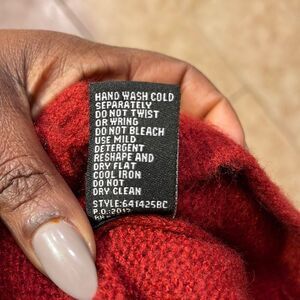 HAND WASH COLD
SEPARATELY
DO NOT TWIST
OR WRING
DO NOT BLEACH
USE MILD
DETERGENT
RESHAPE AND
DRY FLAT
COOL IRON
DO NOT
DRY CLEAN
STYLE:641425BC
P.O.:2017